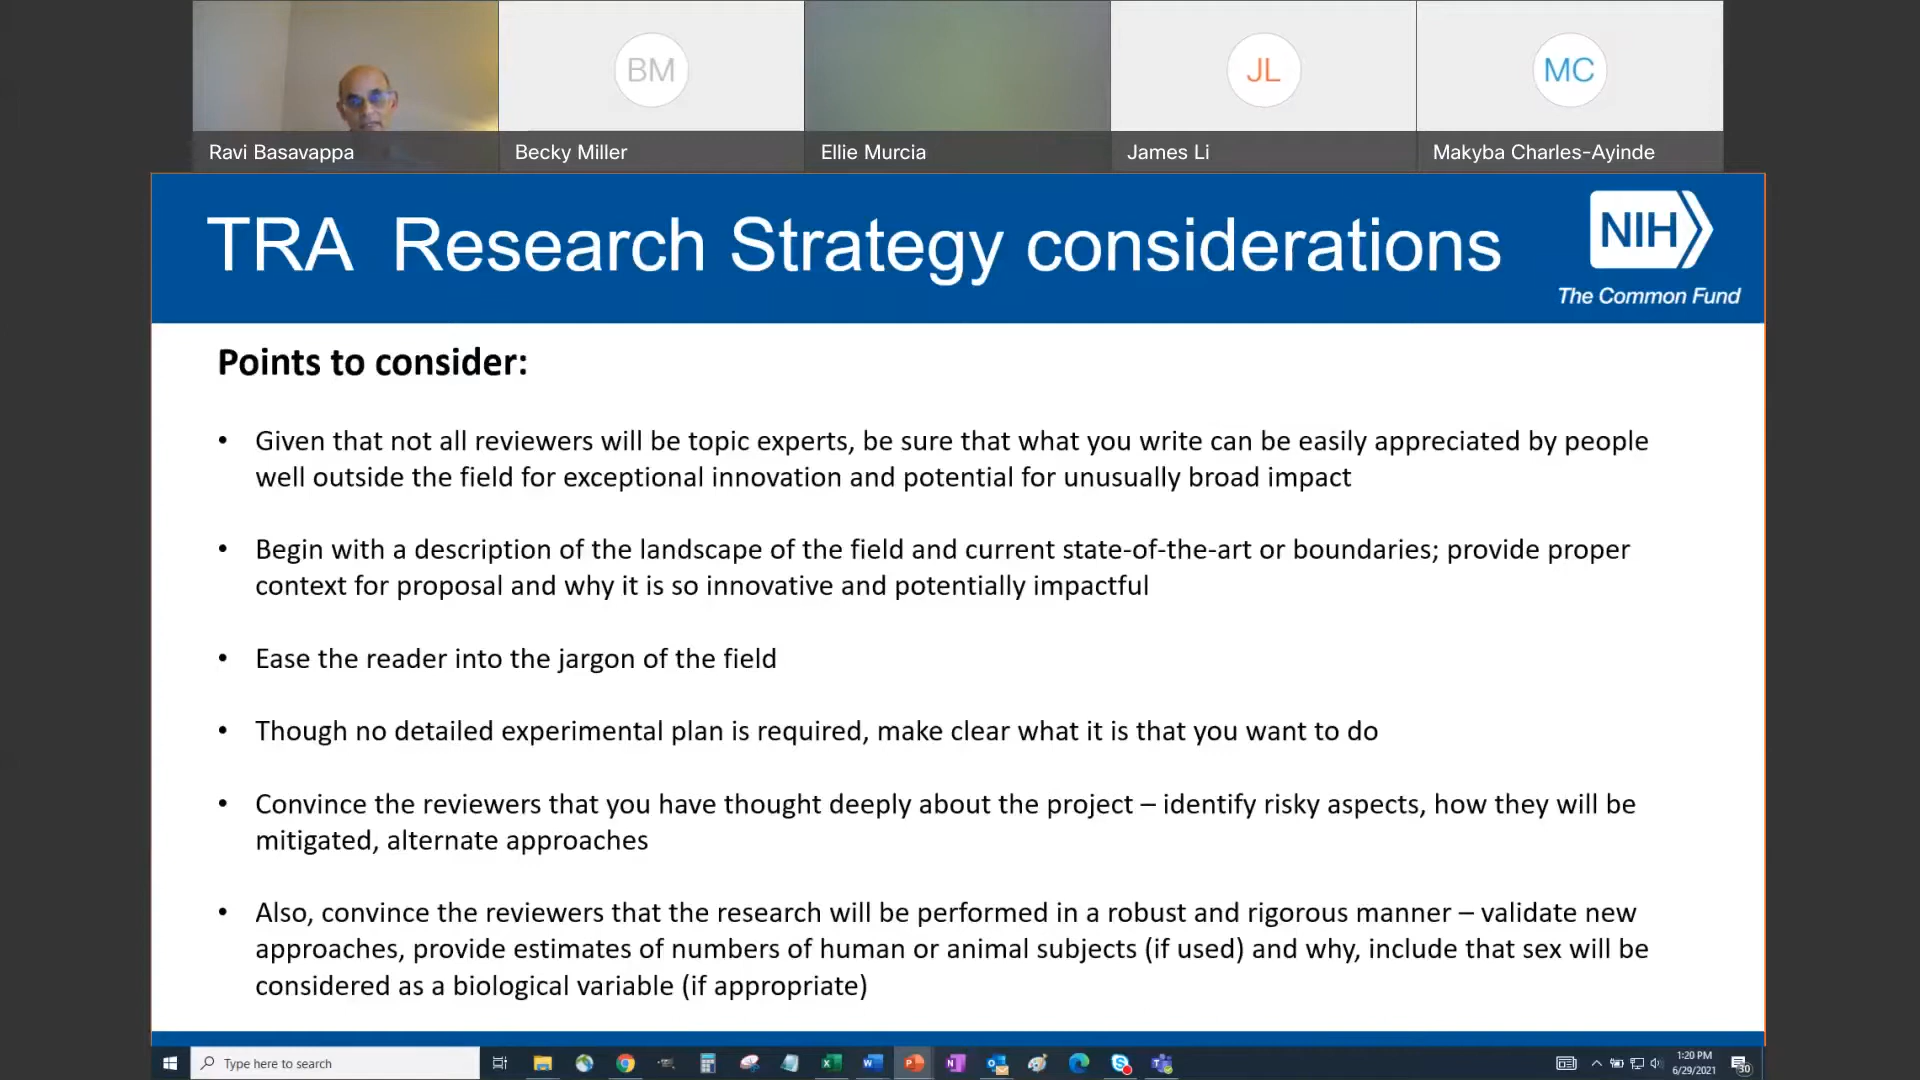 BM
JL
MC
Ravi Basavappa
Becky Miller
Ellie Murcia
James Li
Makyba Charles-Ayinde
TRA Research Strategy considerations
NIH
The Common Fund
Points to consider:
• Given that not all reviewers will be topic experts, be sure that what you write can be easily appreciated by people
well outside the field for exceptional innovation and potential for unusually broad impact
• Begin with a description of the landscape of the field and current state-of-the-art or boundaries; provide proper
context for proposal and why it is so innovative and potentially impactful
• Ease the reader into the jargon of the field
• Though no detailed experimental plan is required, make clear what it is that you want to do
• Convince the reviewers that you have thought deeply about the project – identify risky aspects, how they will be
mitigated, alternate approaches
• Also, convince the reviewers that the research will be performed in a robust and rigorous manner – validate new
approaches, provide estimates of numbers of human or animal subjects (if used) and why, include that sex will be
considered as a biological variable (if appropriate)
Type here to search
1:20 PM
6/29/2021
30